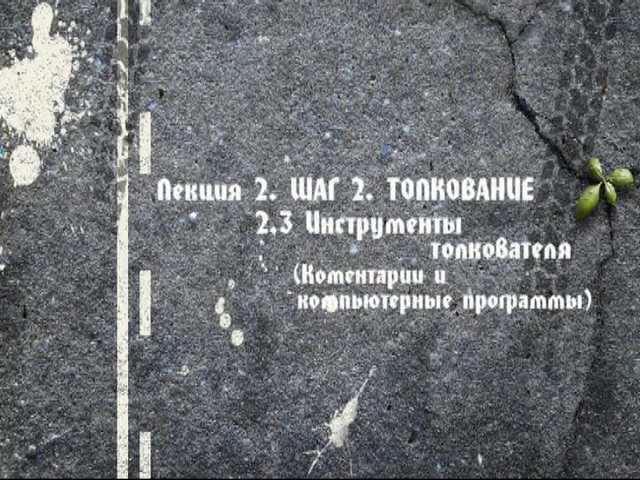 Лекция 2. ШАГ 2. ТОЛКОВАНИЕ
2.3 Инструменты
толкователя
(Коментарии и
компьютерные программы)